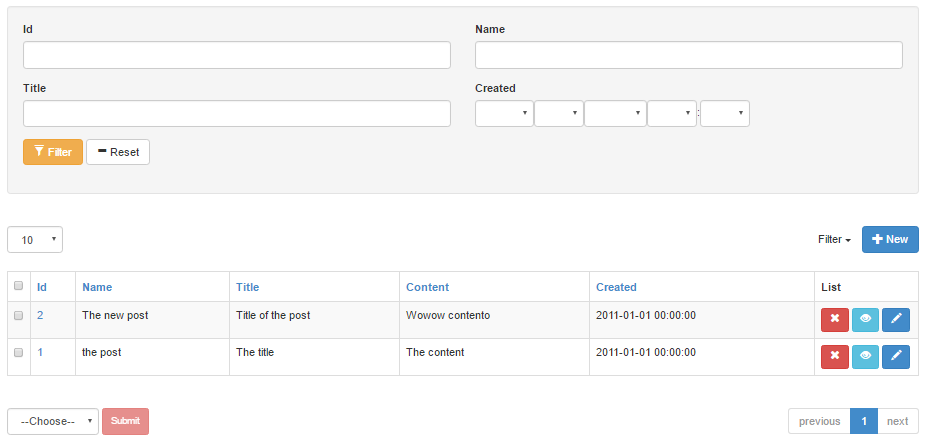 Id Name
Title Created
:
Filter Reset
10 Filter New
Id Name Title Content Created List
2 The new post Title of the post Wowow contento 2011-01-01 00:00:00
1 the post The title The content 2011-01-01 00:00:00
--Choose-- Submit previous 1 next